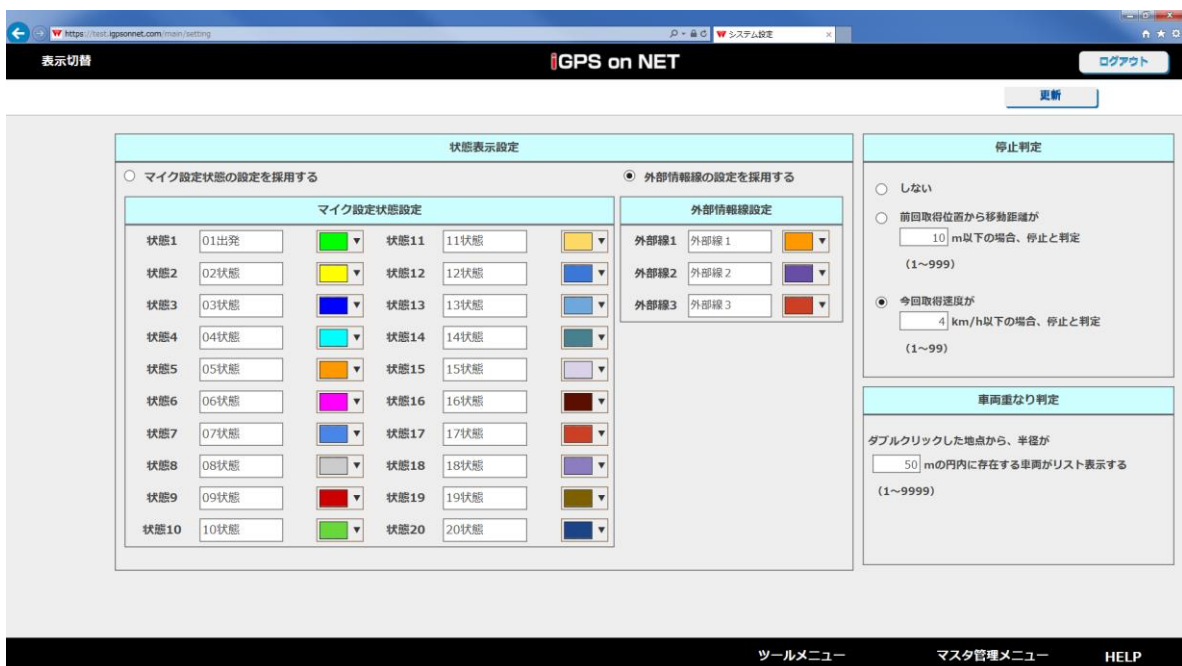 https://test.igpsonnet.com/main/setting
システム設定
表示切替
iGPS on NET
ログアウト
更新
状態表示設定
マイク設定状態の設定を採用する
外部情報線の設定を採用する
マイク設定状態設定
状態1 01出発 状態11 11状態
状態2 02状態 状態12 12状態
状態3 03状態 状態13 13状態
状態4 04状態 状態14 14状態
状態5 05状態 状態15 15状態
状態6 06状態 状態16 16状態
状態7 07状態 状態17 17状態
状態8 08状態 状態18 18状態
状態9 09状態 状態19 19状態
状態10 10状態 状態20 20状態
外部情報線設定
外部線1 外部線1
外部線2 外部線2
外部線3 外部線3
停止判定
しない
前回取得位置から移動距離が
10 m以下の場合、停止と判定
(1～999)
今回取得速度が
4 km/h以下の場合、停止と判定
(1～99)
車両重なり判定
ダブルクリックした地点から、半径が
50 mの円内に存在する車両がリスト表示する
(1～9999)
ツールメニュー
マスタ管理メニュー
HELP